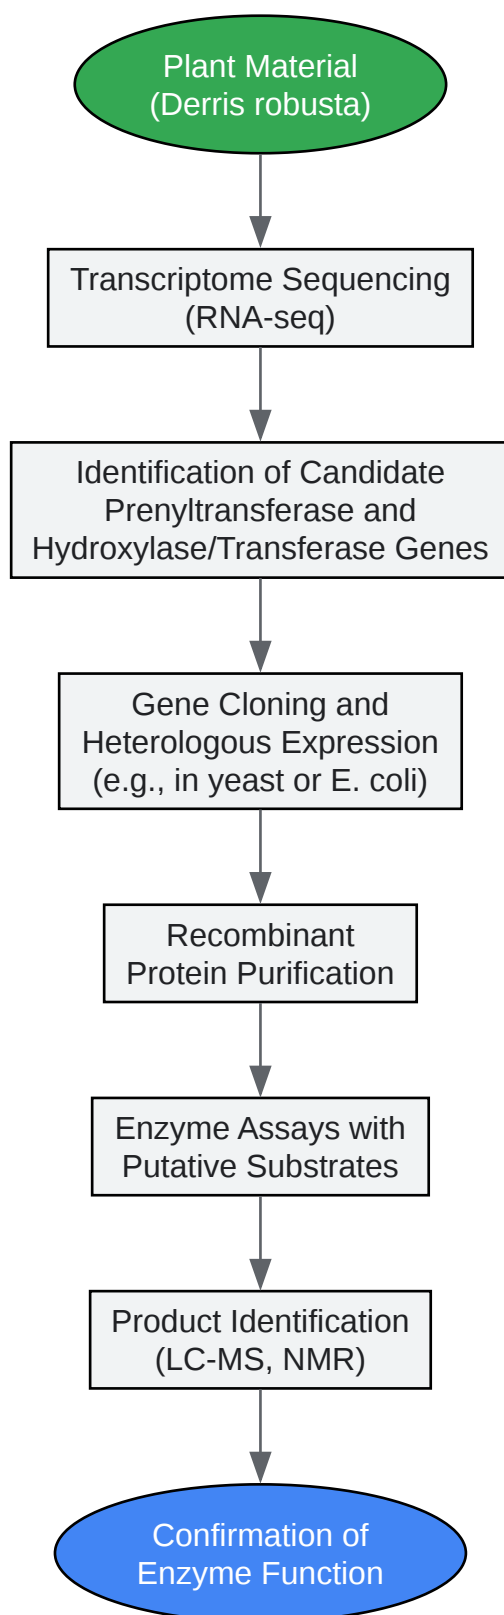 Plant Material
(Derris robusta)
Transcriptome Sequencing
(RNA-seq)
Identification of Candidate
Prenyltransferase and
Hydroxylase/Transferase Genes
Gene Cloning and
Heterologous Expression
(e.g., in yeast or E. coli)
Recombinant
Protein Purification
Enzyme Assays with
Putative Substrates
Product Identification
(LC-MS, NMR)
Confirmation of
Enzyme Function